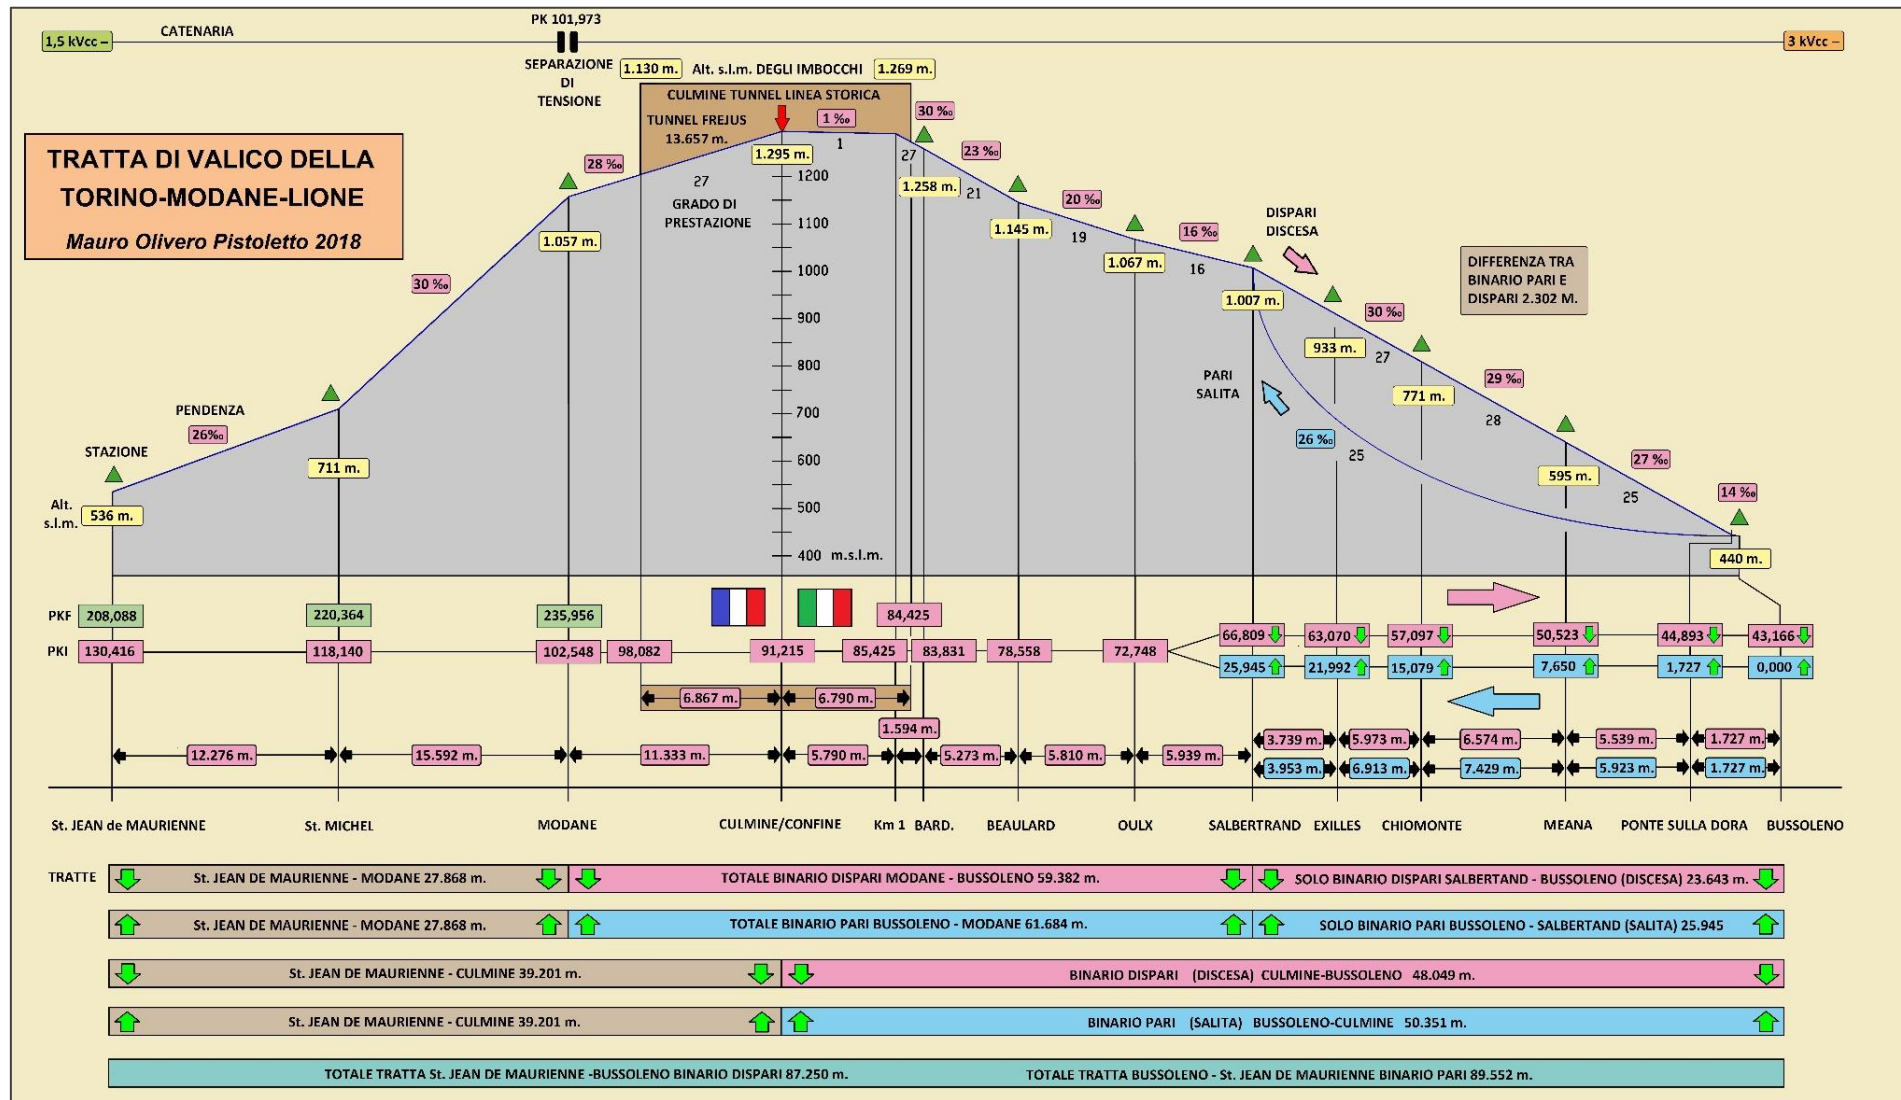 PK 101,973
1,5 kVcc –
CATENARIA
3 kVcc –
SEPARAZIONE
DI
TENSIONE
1.130 m.
Alt. s.l.m. DEGLI IMBOCCHI
1.269 m.
CULMINE TUNNEL LINEA STORICA
TUNNEL FREJUS
13.657 m.
1 ‰
30 ‰
TRATTA DI VALICO DELLA
TORINO-MODANE-LIONE
Mauro Olivero Pistoletto 2018
28 ‰
1.295 m.
1
27
23 ‰
27
1200
1.258 m.
21
20 ‰
GRADO DI
PRESTAZIONE
1100
1.145 m.
19
16 ‰
DISPARI
DISCESA
1.057 m.
1.067 m.
16
DIFFERENZA TRA
BINARIO PARI E
DISPARI 2.302 M.
30 ‰
1000
1.007 m.
900
30 ‰
933 m.
27
800
PARI
SALITA
29 ‰
771 m.
PENDENZA
26‰
700
28
26 ‰
STAZIONE
711 m.
600
25
27 ‰
595 m.
25
14 ‰
Alt.
s.l.m.
536 m.
500
400 m.s.l.m.
440 m.
PKF
208,088
220,364
235,956
84,425
PKI
130,416
118,140
102,548
98,082
91,215
85,425
83,831
78,558
72,748
66,809
63,070
57,097
50,523
44,893
43,166
25,945
21,992
15,079
7,650
1,727
0,000
6.867 m.
6.790 m.
1.594 m.
12.276 m.
15.592 m.
11.333 m.
5.790 m.
5.273 m.
5.810 m.
5.939 m.
3.739 m.
5.973 m.
6.574 m.
5.539 m.
1.727 m.
3.953 m.
6.913 m.
7.429 m.
5.923 m.
1.727 m.
St. JEAN de MAURIENNE
St. MICHEL
MODANE
CULMINE/CONFINE
Km 1
BARD.
BEAULARD
OULX
SALBERTRAND
EXILLES
CHIOMONTE
MEANA
PONTE SULLA DORA
BUSSOLENO
TRATTE
St. JEAN DE MAURIENNE - MODANE 27.868 m.
TOTALE BINARIO DISPARI MODANE - BUSSOLENO 59.382 m.
SOLO BINARIO DISPARI SALBERTAND - BUSSOLENO (DISCESA) 23.643 m.
St. JEAN DE MAURIENNE - MODANE 27.868 m.
TOTALE BINARIO PARI BUSSOLENO - MODANE 61.684 m.
SOLO BINARIO PARI BUSSOLENO - SALBERTAND (SALITA) 25.945
St. JEAN DE MAURIENNE - CULMINE 39.201 m.
BINARIO DISPARI (DISCESA) CULMINE-BUSSOLENO 48.049 m.
St. JEAN DE MAURIENNE - CULMINE 39.201 m.
BINARIO PARI (SALITA) BUSSOLENO-CULMINE 50.351 m.
TOTALE TRATTA St. JEAN DE MAURIENNE -BUSSOLENO BINARIO DISPARI 87.250 m.
TOTALE TRATTA BUSSOLENO - St. JEAN DE MAURIENNE BINARIO PARI 89.552 m.